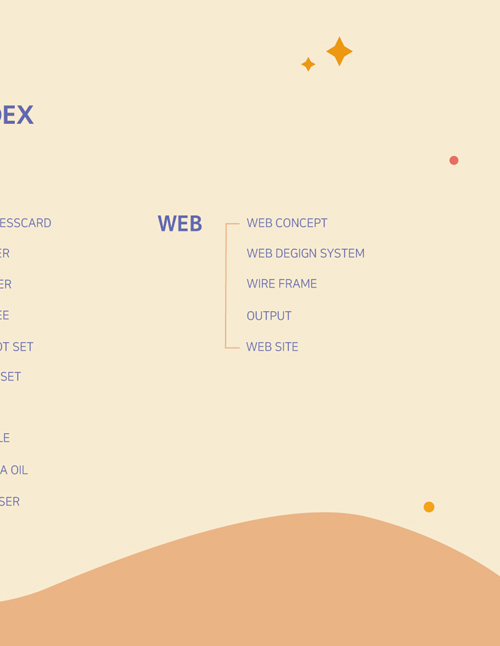 DEX
ESSCARD
ER
ER
EE
OT SET
SET
LE
A OIL
SER
WEB
WEB CONCEPT
WEB DEGIGN SYSTEM
WIRE FRAME
OUTPUT
WEB SITE